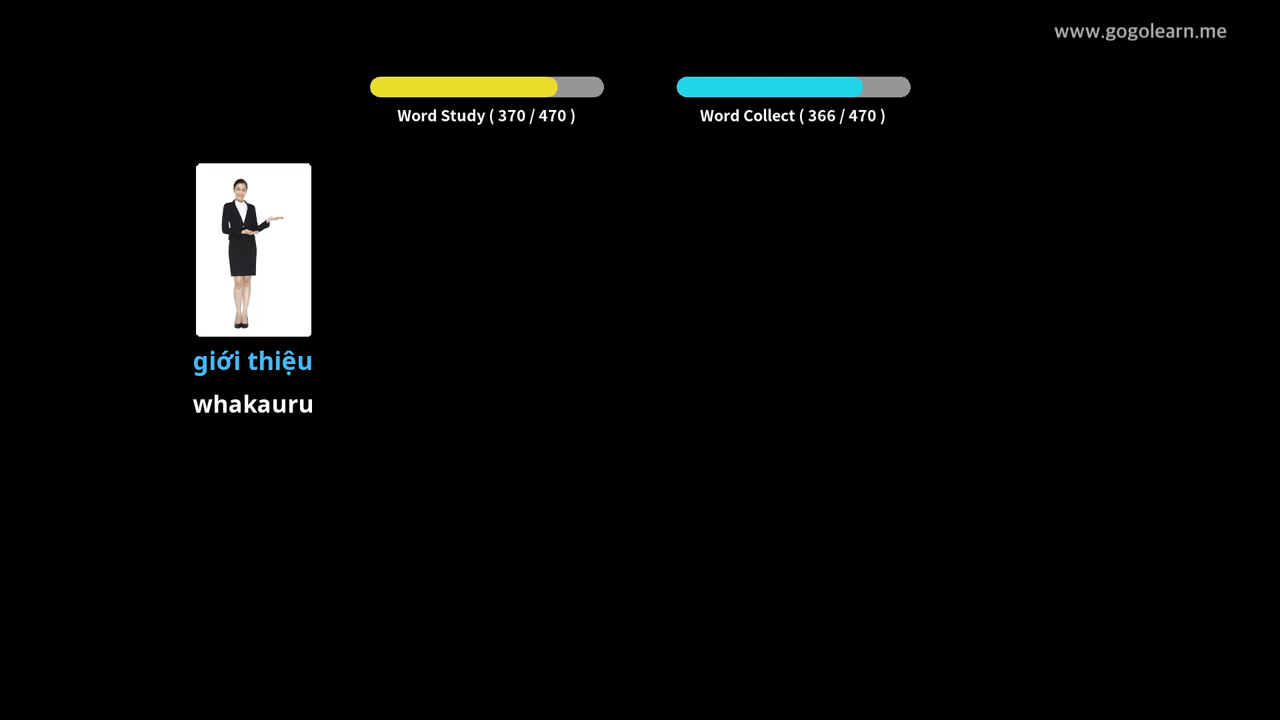 www.gogolearn.me
Word Study ( 370 / 470 )
Word Collect ( 366 / 470 )
giới thiệu
whakauru